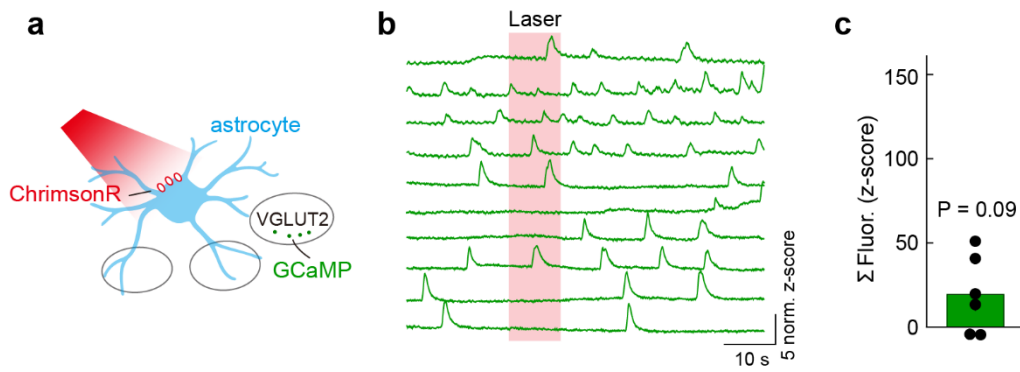 a
astrocyte
ChrimsonR
VGLUT2
GCaMP
b
Laser
10 s
5 norm. z-score
c
Σ Fluor. (z-score)
150
100
50
0
P = 0.09